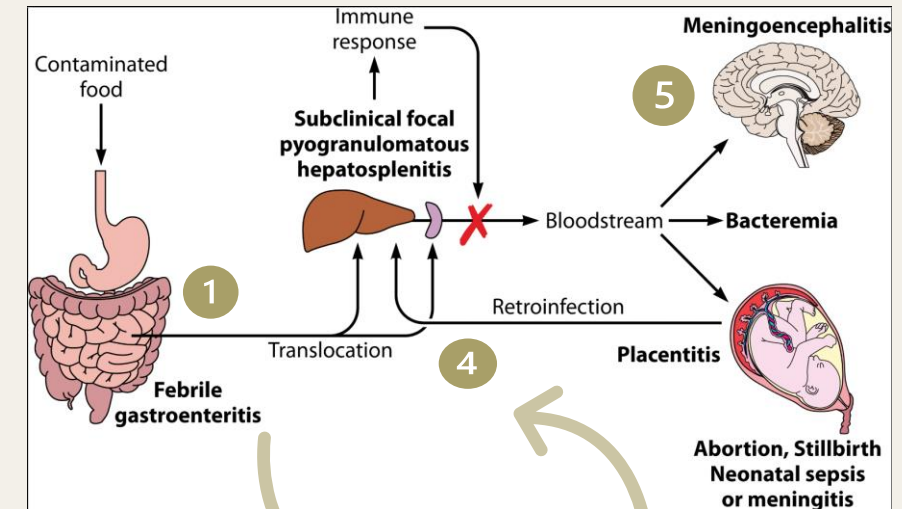 Contaminated
food
1
Febrile
gastroenteritis
Immune
response
Subclinical focal
pyogranulomatous
hepatosplenitis
Translocation
4
Retroinfection
Bloodstream
5
Meningoencephalitis
Bacteremia
Placentitis
Abortion, Stillbirth
Neonatal sepsis
or meningitis